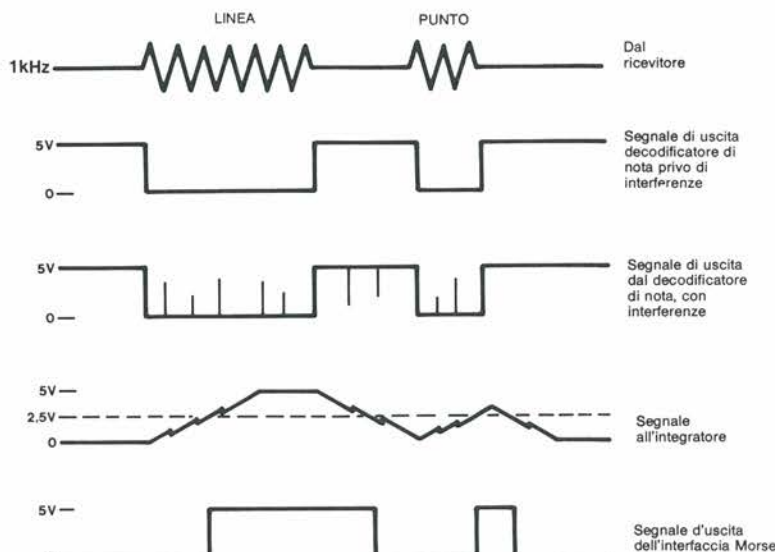 LINEA
PUNTO
1kHz
Dal
ricevitore
5V
0
Segnale di uscita
decodificatore di
nota privo di
interferenze
5V
0
Segnale di uscita
dal decodificatore
di nota, con
interferenze
5V
2,5V
0
Segnale
all'integratore
5V
Segnale d'uscita
dell'interfaccia Morse